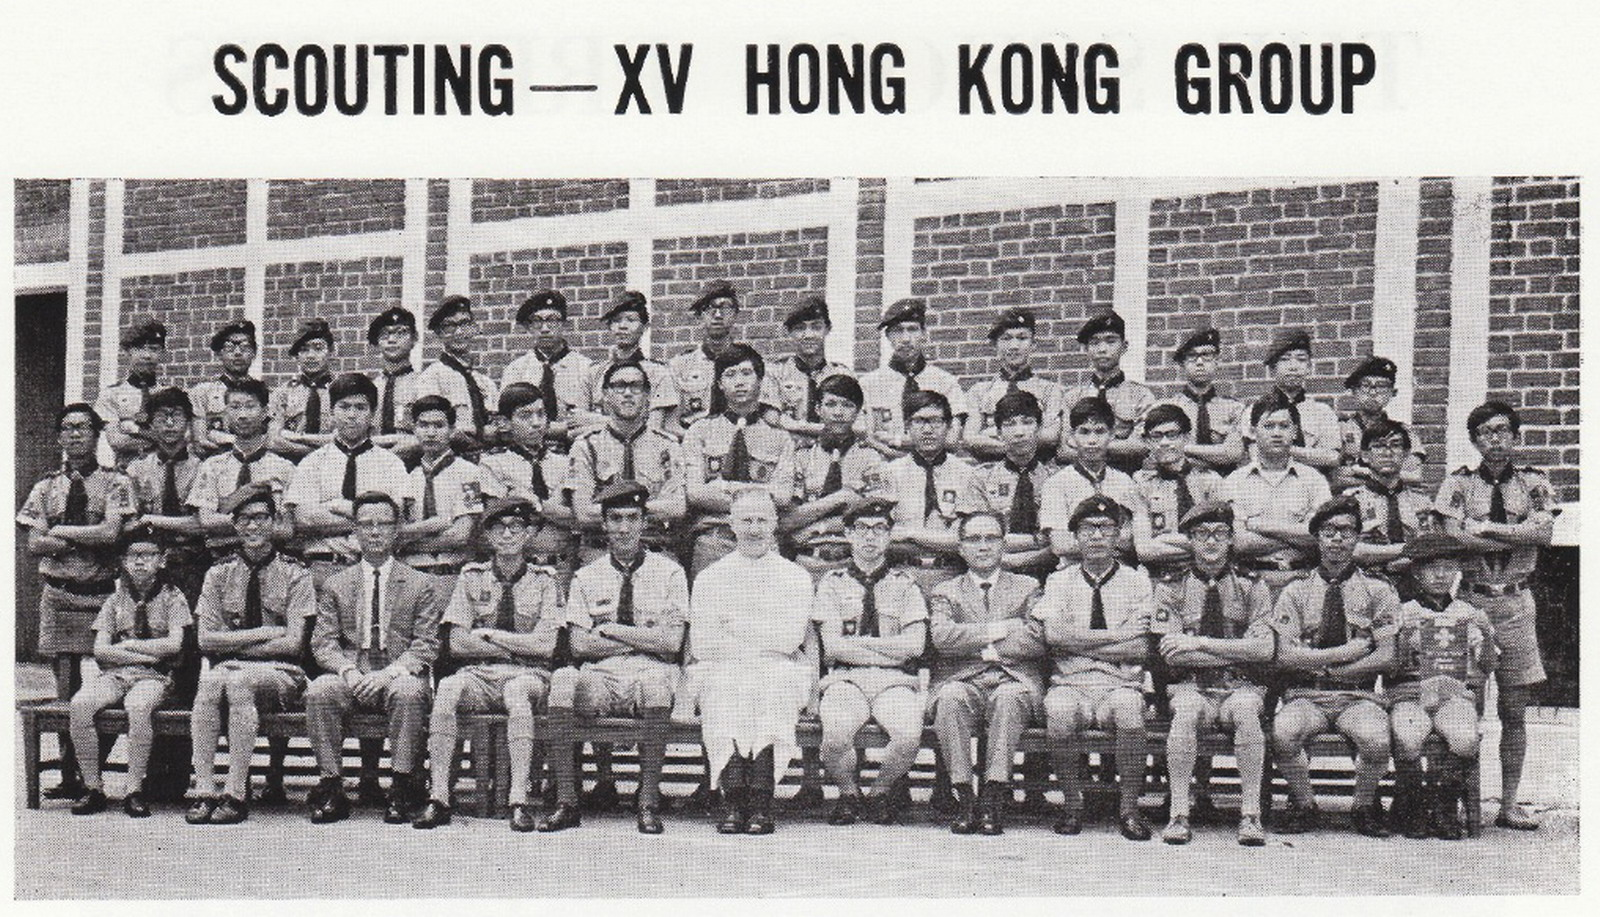 SCOUTING — XV HONG KONG GROUP